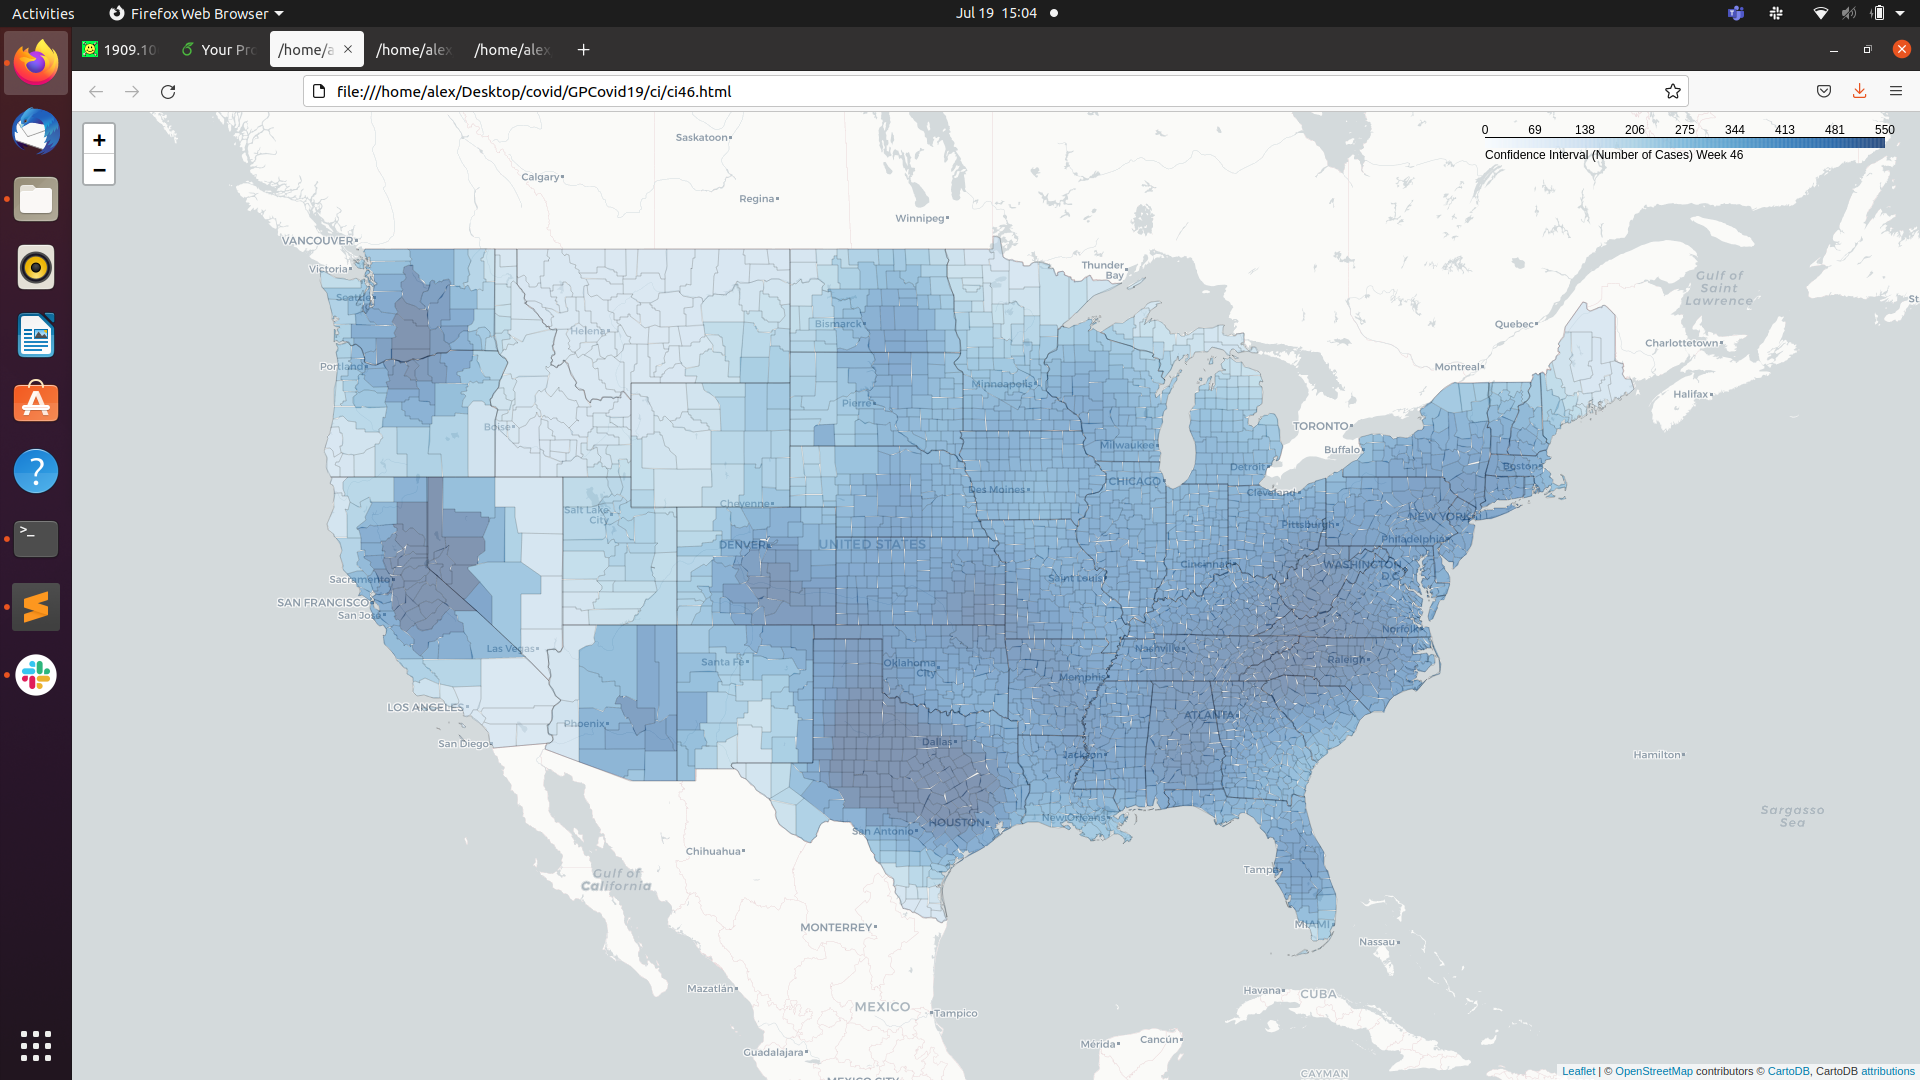 Activities
Firefox Web Browser
Jul 19 15:04
1909.10
Your Pro
/home/a
/home/alex
/home/alex
file:///home/alex/Desktop/covid/GPCovid19/ci/ci46.html
+
−
0 69 138 206 275 344 413 481 550
Confidence Interval (Number of Cases) Week 46
Saskatoon
Calgary
Regina
Winnipeg
VANCOUVER
Victoria
Thunder
Bay
Gulf of
Saint
Lawrence
St
Seattle
Bismarck
Helena
Quebec
Charlottetown
Portland
Montreal
Minneapolis
Halifax
Pierre
Boise
TORONTO
Milwaukee
Buffalo
Detroit
Boston
CHICAGO
Des Moines
Cleveland
Cheyenne
Salt Lake
City
NEW YORK
Pittsburgh
Philadelphia
DENVER
UNITED STATES
Cincinnati
WASHINGTON,
D.C.
Sacramento
Saint Louis
SAN FRANCISCO
San Jose
Norfolk
Las Vegas
Nashville
Santa Fe
Oklahoma
City
Raleigh
Memphis
LOS ANGELES
Phoenix
ATLANTA
San Diego
Dallas
Jackson
Hamilton
Sargasso
Sea
HOUSTON
New Orleans
San Antonio
Chihuahua
Tampa
Gulf of
California
MONTERREY
MIAMI
Nassau
Mazatlán
Havana
CUBA
MEXICO
Tampico
Mérida
Cancún
Guadalajara
MEXICO CITY
CAYMAN
Leaflet | © OpenStreetMap contributors © CartoDB, CartoDB attributions